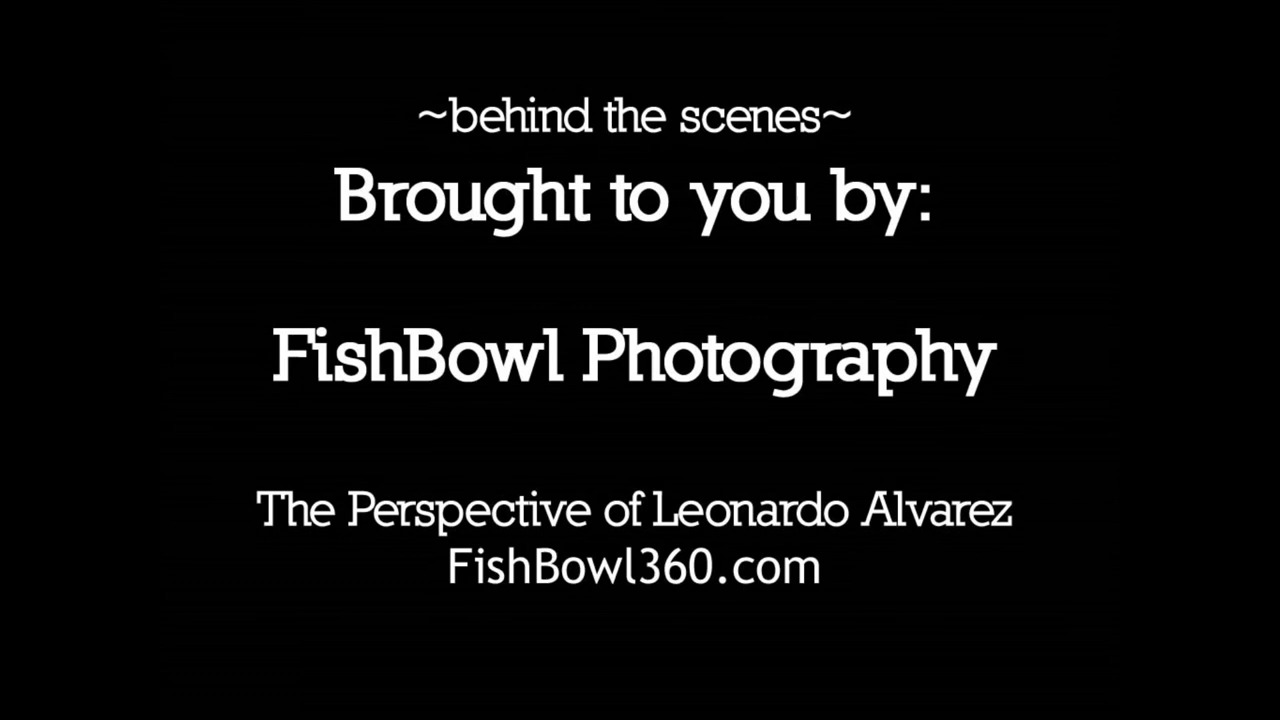 ~behind the scenes~
Brought to you by:
FishBowl Photography
The Perspective of Leonardo Alvarez
FishBowl360.com